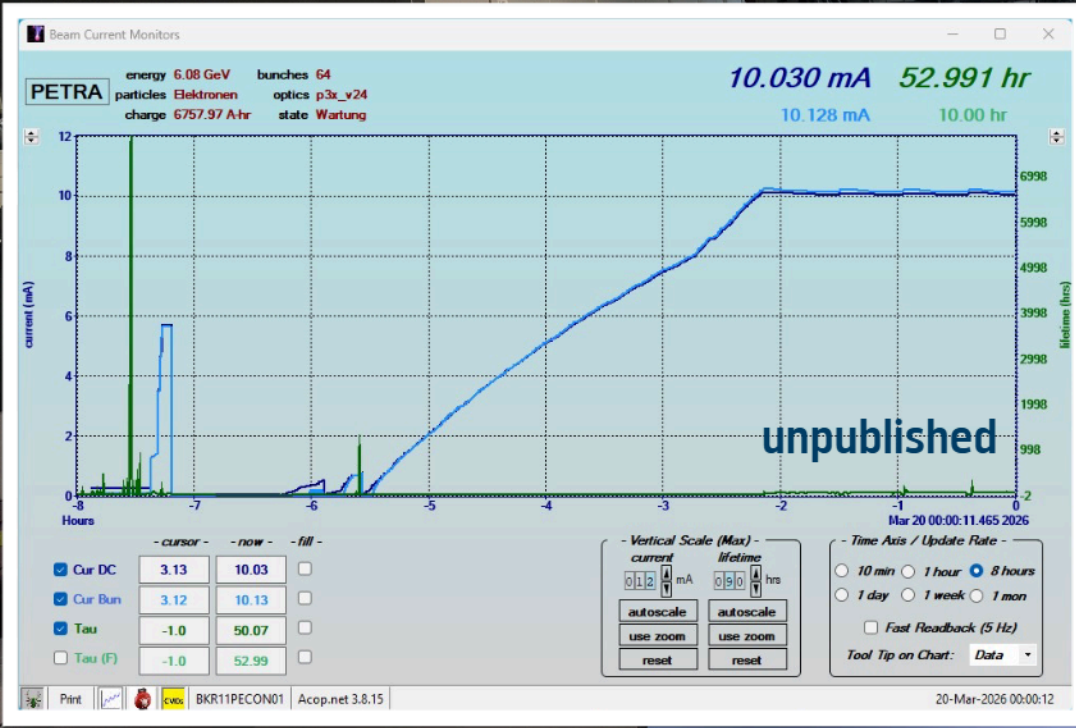 Beam Current Monitors
PETRA
energy 6.08 GeV bunches 64
particles Elektronen optics p3x_v24
charge 6757.97 A-hr state Wartung
10.030 mA 52.991 hr
10.128 mA 10.00 hr
12
10
8
6
4
2
0
current (mA)
6998
5998
4998
3998
2998
1998
998
-2
lifetime (hrs)
unpublished
-8 -7 -6 -5 -4 -3 -2 -1 0
Hours
Mar 20 00:00:11.465 2026
- cursor - - now - - fill -
Cur DC 3.13 10.03
Cur Bun 3.12 10.13
Tau -1.0 50.07
Tau (F) -1.0 52.99
- Vertical Scale (Max) -
current lifetime
012 mA 090 hrs
autoscale autoscale
use zoom use zoom
reset reset
- Time Axis / Update Rate -
10 min 1 hour 8 hours
1 day 1 week 1 mon
Fast Readback (5 Hz)
Tool Tip on Chart: Data
Print CVIDs BKR11PECON01 Acop.net 3.8.15 20-Mar-2026 00:00:12